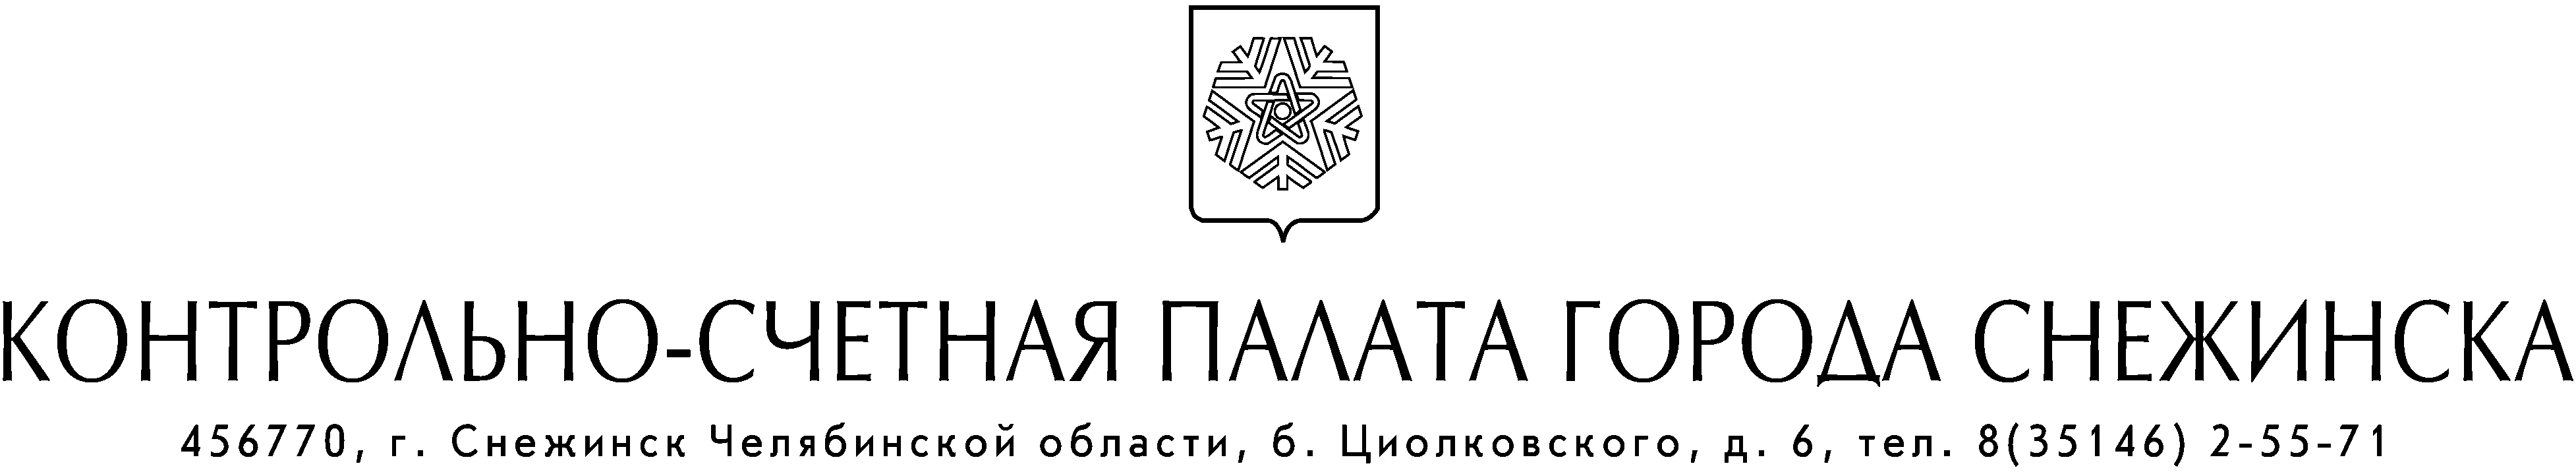 КОНТРОЛЬНО-СЧЕТНАЯ ПАЛАТА ГОРОДА СНЕЖИНСКА
456770, г. Снежинск Челябинской области, б. Циолковского, д. 6, тел. 8(35146) 2-55-71